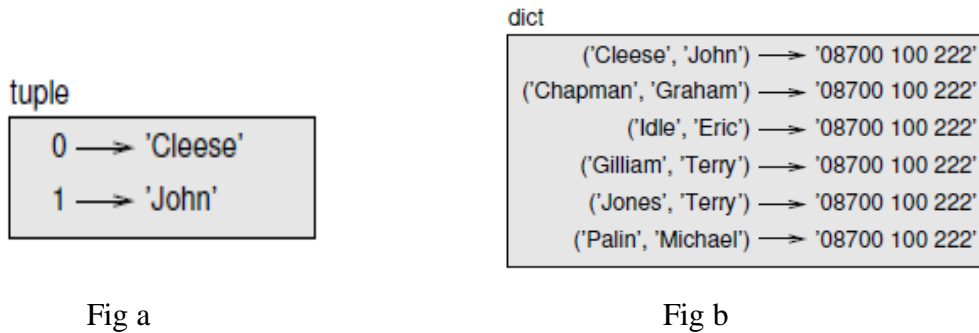 tuple
0 → 'Cleese'
1 → 'John'
Fig a
dict
('Cleese', 'John') → '08700 100 222'
('Chapman', 'Graham') → '08700 100 222'
('Idle', 'Eric') → '08700 100 222'
('Gilliam', 'Terry') → '08700 100 222'
('Jones', 'Terry') → '08700 100 222'
('Palin', 'Michael') → '08700 100 222'
Fig b